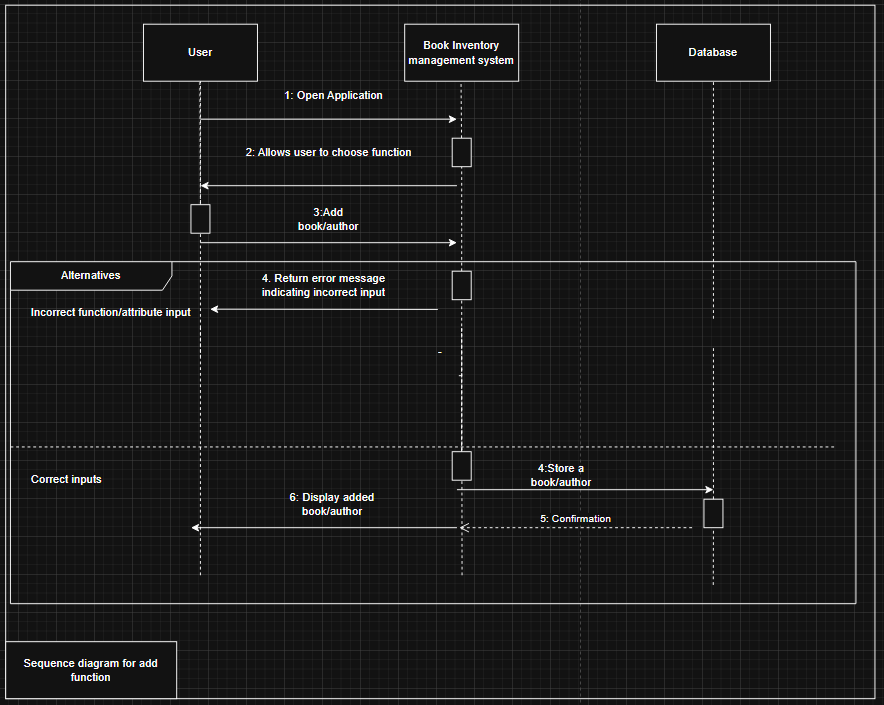 User
Book Inventory
management system
Database
1: Open Application
2: Allows user to choose function
3:Add
book/author
Alternatives
4. Return error message
indicating incorrect input
Incorrect function/attribute input
Correct inputs
4:Store a
book/author
6: Display added
book/author
5: Confirmation
Sequence diagram for add
function